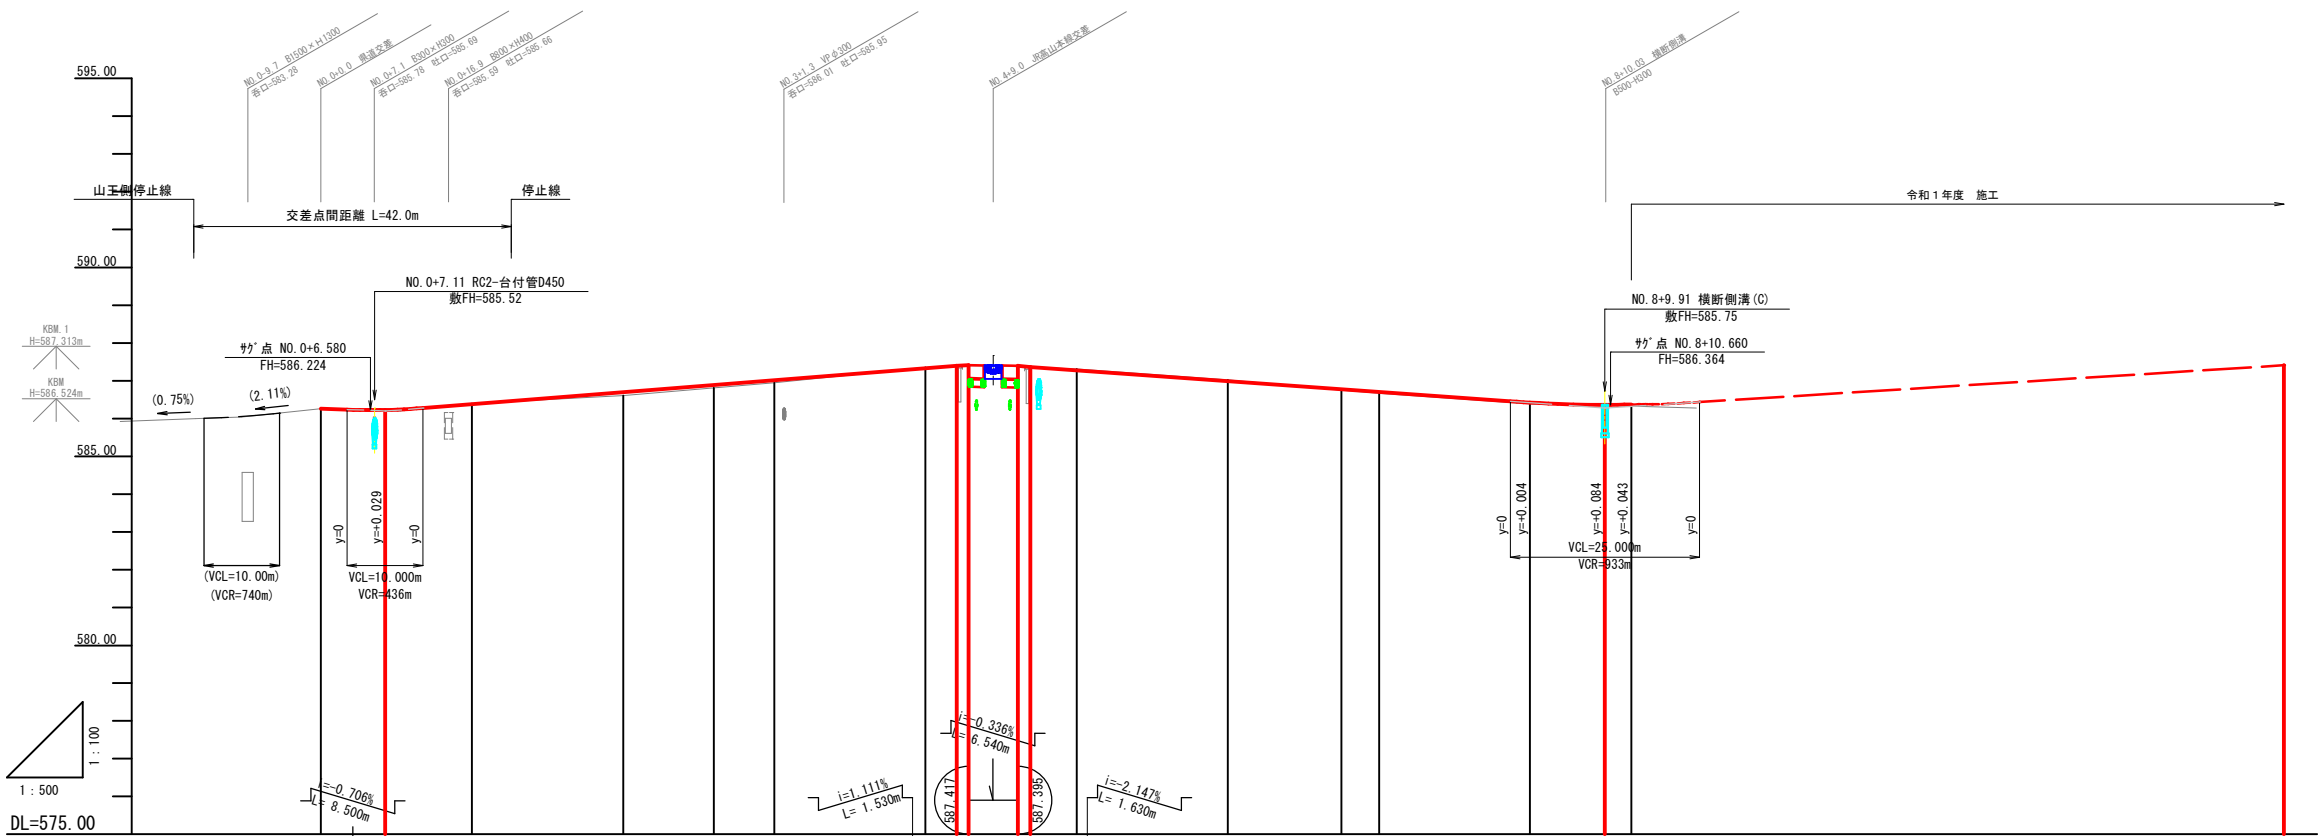 NO.0-9.7 B1500×H1300
呑口=583.28
NO.0+0.0 県道交差
NO.0+7.1 B300×H300
呑口=585.78 吐口=585.69
NO.0+16.9 B800×H400
呑口=585.59 吐口=585.66
NO.3+1.3 VPφ300
呑口=586.01 吐口=585.95
NO.4+9.0 JR高山本線交差
NO.8+10.03 横断側溝
B500-H300
595.00
山王側停止線
停止線
交差点間距離 L=42.0m
令和1年度 施工
590.00
NO.0+7.11 RC2-台付管D450
敷FH=585.52
NO.8+9.91 横断側溝(C)
敷FH=585.75
KBM.1
H=587.313m
サグ点 NO.0+6.580
FH=586.224
サグ点 NO.8+10.660
FH=586.364
KBM
H=586.524m
(0.75%)
(2.11%)
585.00
y=0
y=+0.029
y=0
y=0
y=+0.004
y=+0.084
y=+0.043
y=0
VCL=25.000m
VCR=933m
(VCL=10.00m)
(VCR=740m)
VCL=10.000m
VCR=436m
580.00
1:100
1:500
i=-0.336%
L= 6.540m
i=-0.706%
L= 8.500m
i=1.111%
L= 1.530m
587.417
587.395
i=-2.147%
L= 1.630m
DL=575.00